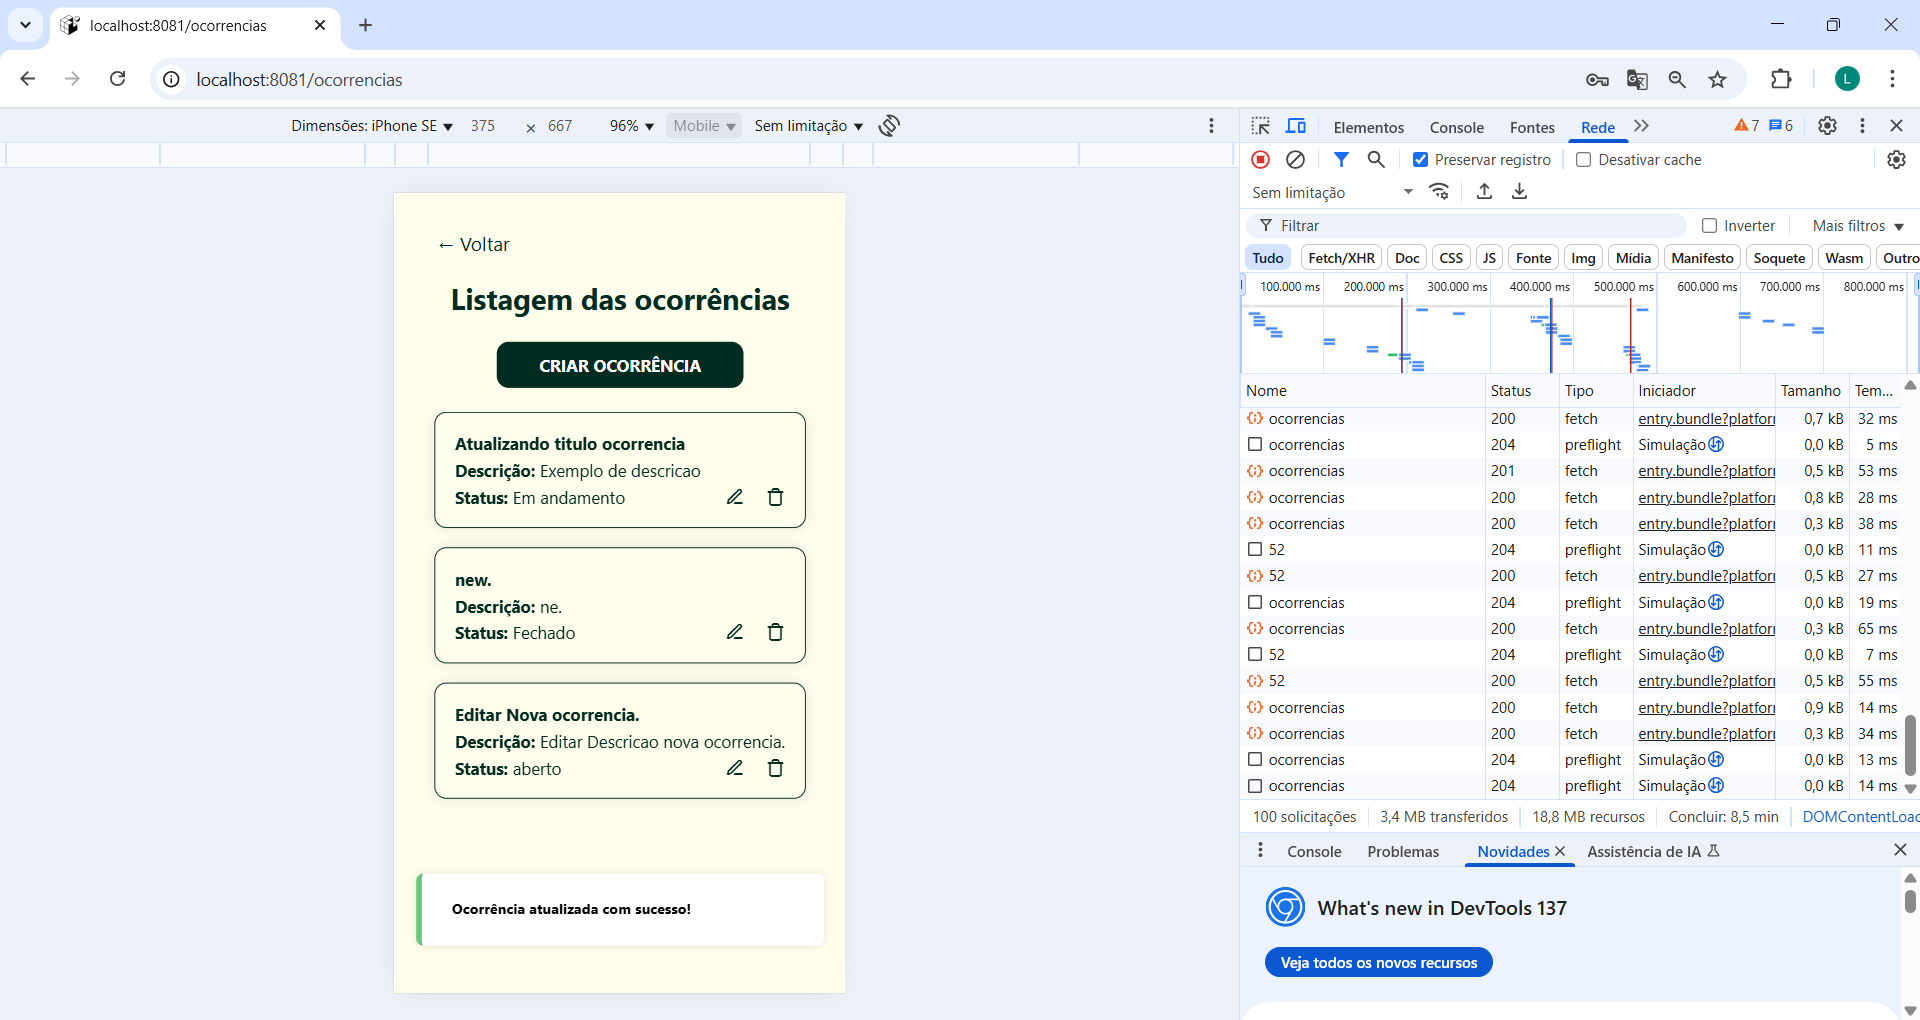 localhost:8081/ocorrencias
localhost:8081/ocorrencias
L
Dimensões: iPhone SE 375 × 667 96% Mobile Sem limitação
Elementos Console Fontes Rede 7 6
Preservar registro Desativar cache
Sem limitação
Filtrar Inverter Mais filtros
Tudo Fetch/XHR Doc CSS JS Fonte Img Mídia Manifesto Soquete Wasm Outro
100.000 ms 200.000 ms 300.000 ms 400.000 ms 500.000 ms 600.000 ms 700.000 ms 800.000 ms
← Voltar
Listagem das ocorrências
CRIAR OCORRÊNCIA
Atualizando titulo ocorrencia
Descrição: Exemplo de descricao
Status: Em andamento
new.
Descrição: ne.
Status: Fechado
Editar Nova ocorrencia.
Descrição: Editar Descricao nova ocorrencia.
Status: aberto
Ocorrência atualizada com sucesso!
Nome Status Tipo Iniciador Tamanho Tem...
ocorrencias 200 fetch entry.bundle?platfor 0,7 kB 32 ms
ocorrencias 204 preflight Simulação 0,0 kB 5 ms
ocorrencias 201 fetch entry.bundle?platfor 0,5 kB 53 ms
ocorrencias 200 fetch entry.bundle?platfor 0,8 kB 28 ms
ocorrencias 200 fetch entry.bundle?platfor 0,3 kB 38 ms
52 204 preflight Simulação 0,0 kB 11 ms
52 200 fetch entry.bundle?platfor 0,5 kB 27 ms
ocorrencias 204 preflight Simulação 0,0 kB 19 ms
ocorrencias 200 fetch entry.bundle?platfor 0,3 kB 65 ms
52 204 preflight Simulação 0,0 kB 7 ms
52 200 fetch entry.bundle?platfor 0,5 kB 55 ms
ocorrencias 200 fetch entry.bundle?platfor 0,9 kB 14 ms
ocorrencias 200 fetch entry.bundle?platfor 0,3 kB 34 ms
ocorrencias 204 preflight Simulação 0,0 kB 13 ms
ocorrencias 204 preflight Simulação 0,0 kB 14 ms
100 solicitações 3,4 MB transferidos 18,8 MB recursos Concluir: 8,5 min DOMContentLoad
Console Problemas Novidades Assistência de IA
What's new in DevTools 137
Veja todos os novos recursos